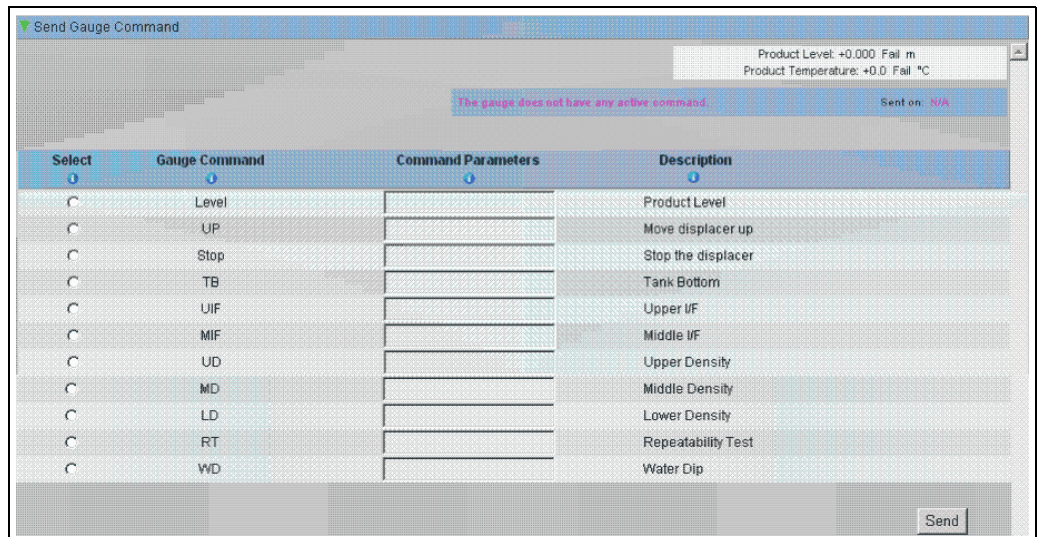 Send Gauge Command
Product Level: +0.000 Fail m
Product Temperature: +0.0 Fail °C
The gauge does not have any active command. Sent on: N/A
Select Gauge Command Command Parameters Description
Level Product Level
UP Move displacer up
Stop Stop the displacer
TB Tank Bottom
UIF Upper I/F
MIF Middle I/F
UD Upper Density
MD Middle Density
LD Lower Density
RT Repeatability Test
WD Water Dip
Send